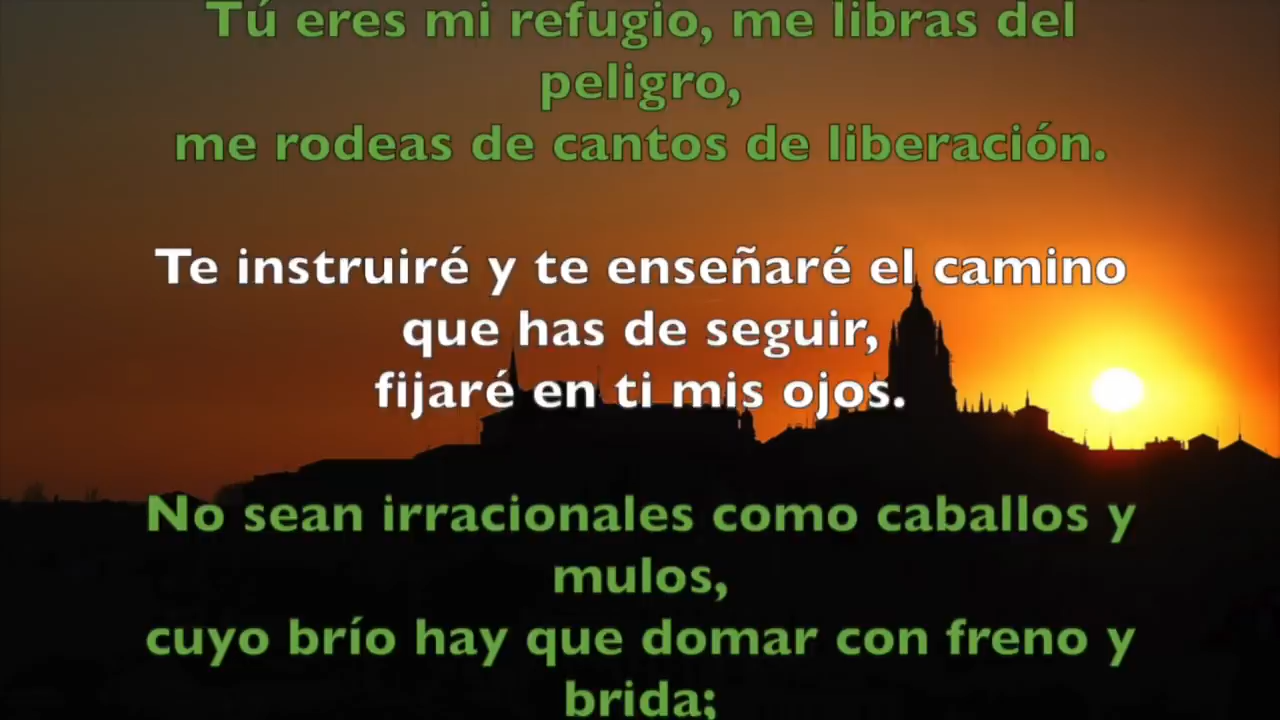 Tú eres mi refugio, me libras del
peligro,
me rodeas de cantos de liberación.
Te instruiré y te enseñaré el camino
que has de seguir,
fijaré en ti mis ojos.
No sean irracionales como caballos y
mulos,
cuyo brío hay que domar con freno y
brida;